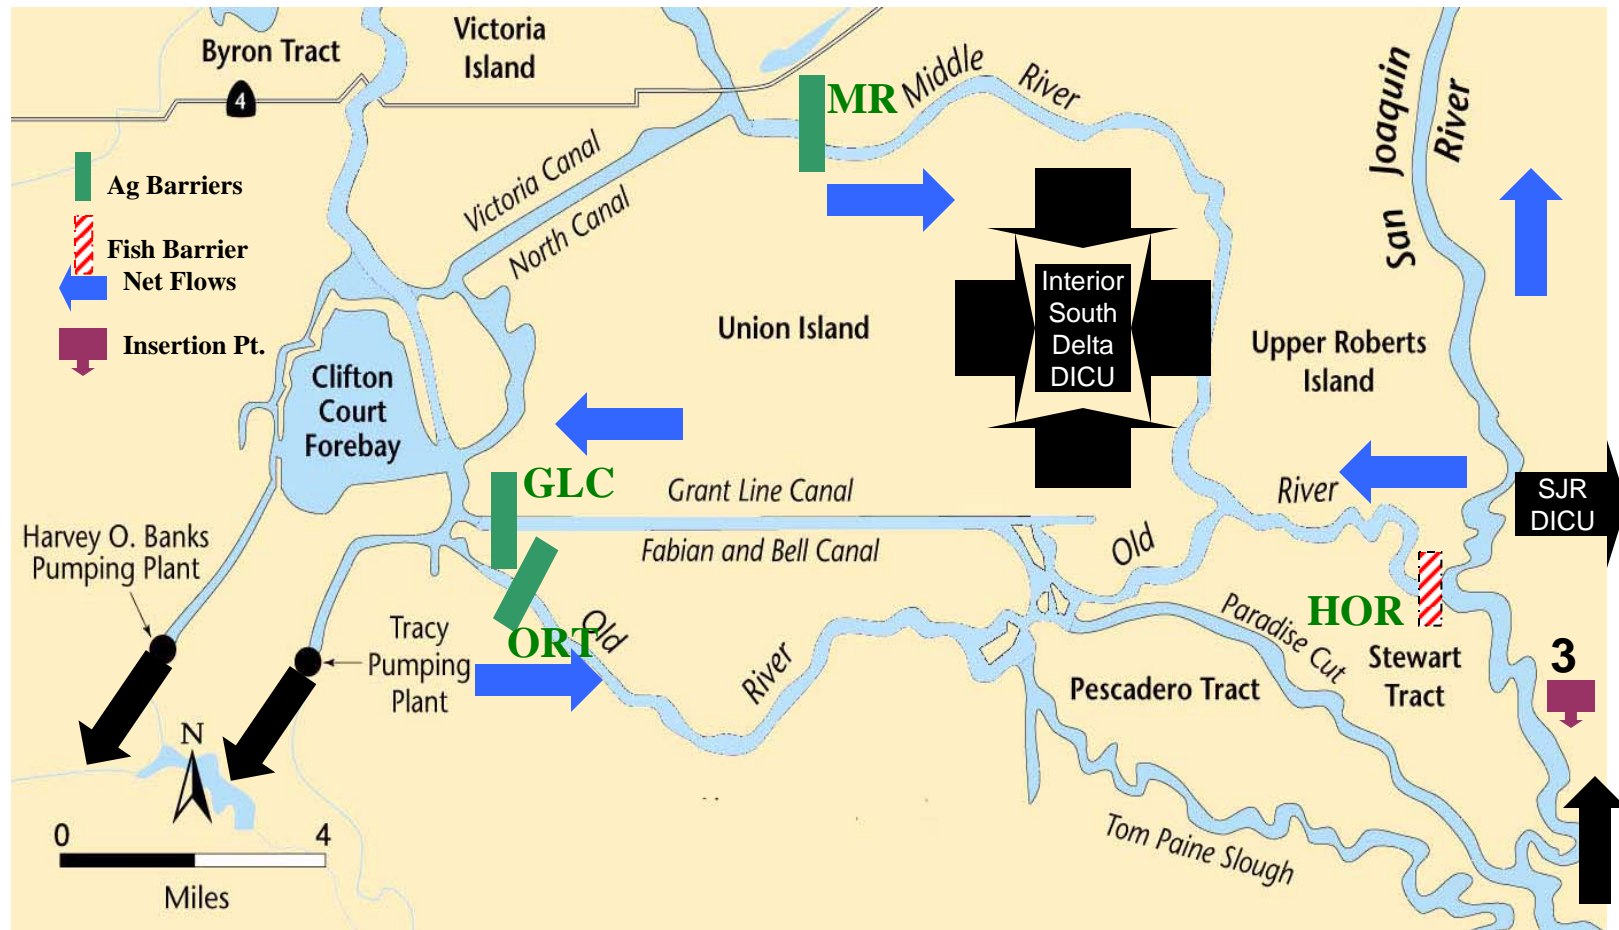 Byron Tract
Victoria
Island
4
MR
Middle
River
San Joaquin
River
Ag Barriers
Fish Barrier
Net Flows
Insertion Pt.
Victoria Canal
North Canal
Interior
South
Delta
DICU
Union Island
Upper Roberts
Island
Clifton
Court
Forebay
GLC
Grant Line Canal
Fabian and Bell Canal
River
Old
SJR
DICU
Harvey O. Banks
Pumping Plant
HOR
Paradise Cut
Stewart
Tract
3
Tracy
Pumping
Plant
ORT
Old
River
Pescadero Tract
Tom Paine Slough
N
0
4
Miles